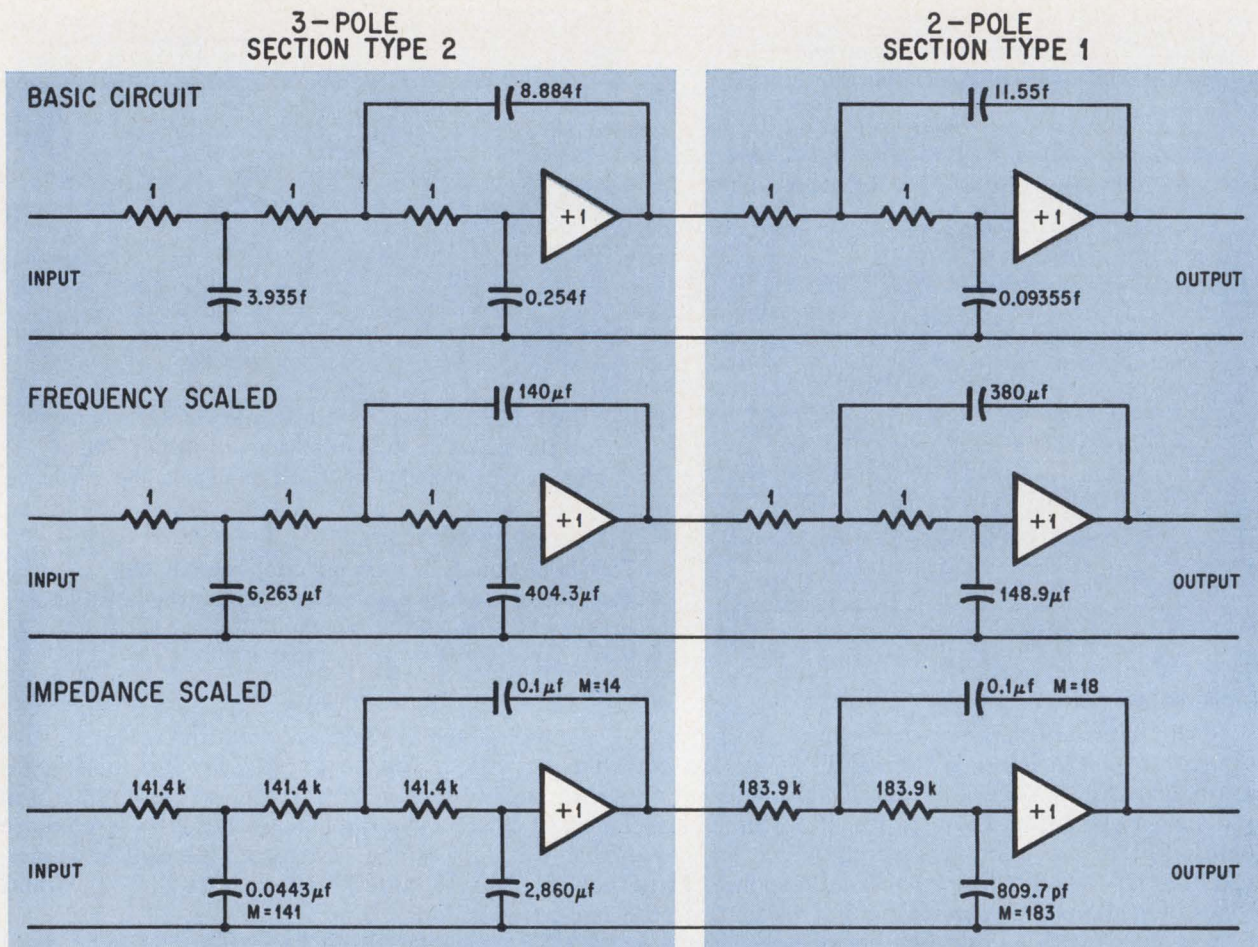 3-POLE
SECTION TYPE 2
2-POLE
SECTION TYPE 1
BASIC CIRCUIT
8.884f
11.55f
1
1
1
+1
1
1
+1
INPUT
3.935f
0.254f
0.09355f
OUTPUT
FREQUENCY SCALED
140μf
380μf
1
1
1
+1
1
1
+1
INPUT
6,263μf
404.3μf
148.9μf
OUTPUT
IMPEDANCE SCALED
0.1μf M=14
0.1μf M=18
141.4k
141.4k
141.4k
+1
183.9k
183.9k
+1
INPUT
0.0443μf
M=141
2,860μf
809.7pf
M=183
OUTPUT